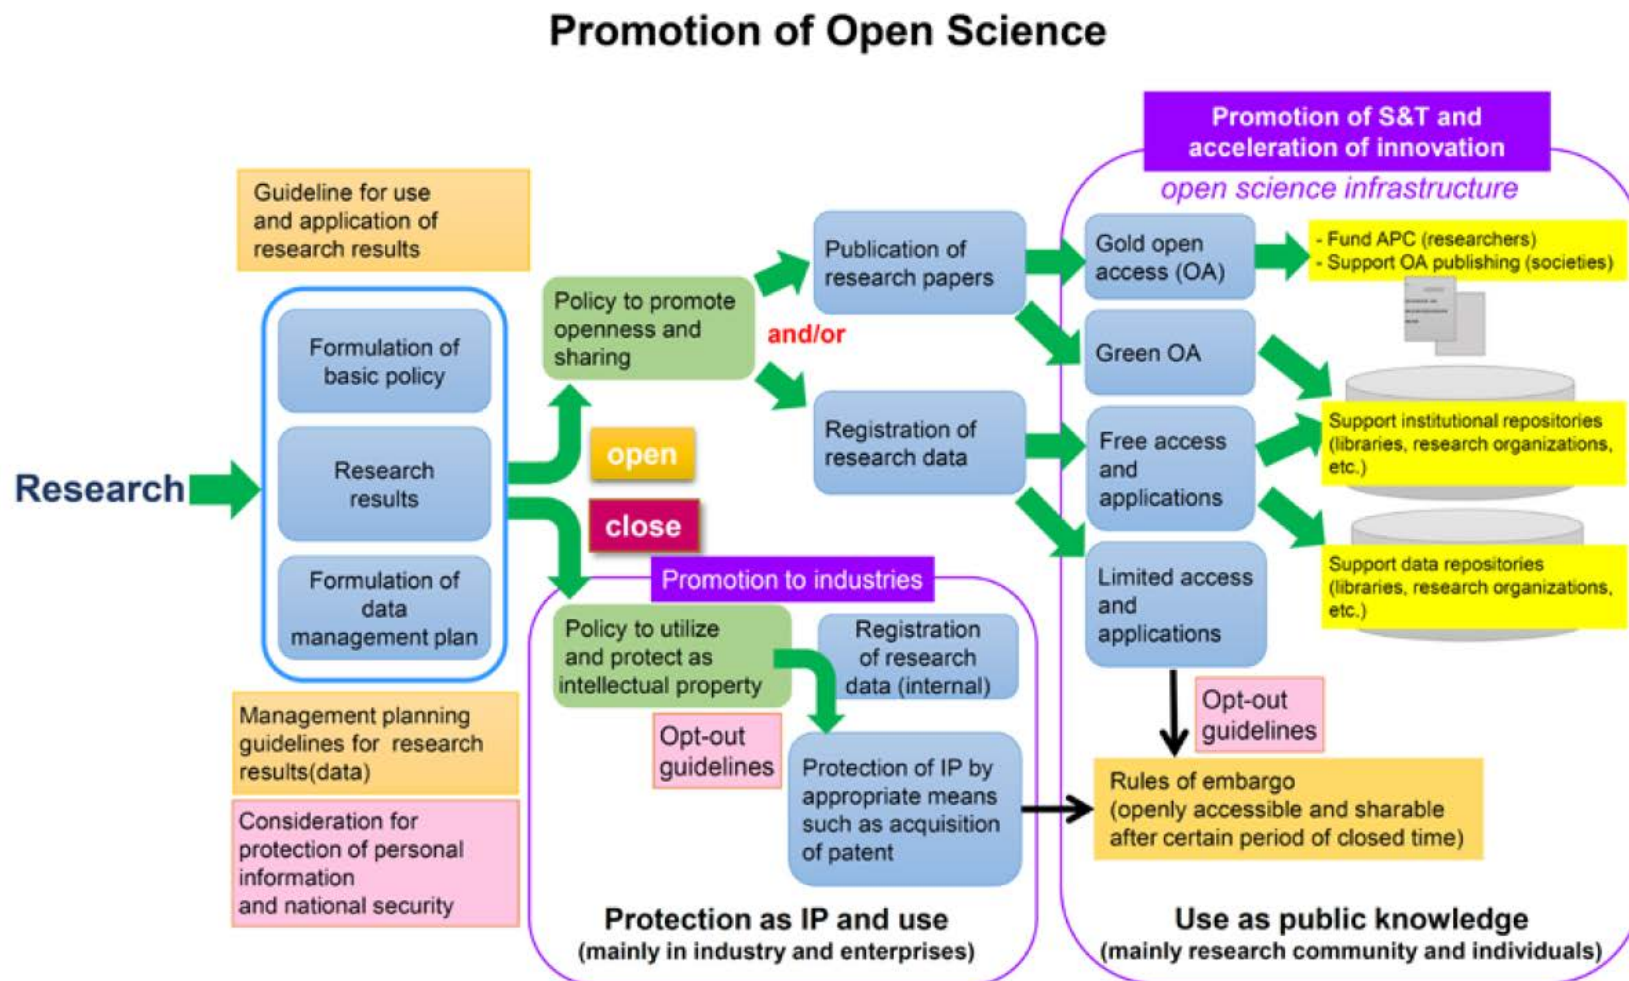 Promotion of Open Science
Promotion of S&T and
acceleration of innovation
open science infrastructure
Guideline for use
and application of
research results
Formulation of
basic policy
Research
results
Formulation of
data
management plan
Research
Management planning
guidelines for research
results(data)
Consideration for
protection of personal
information
and national security
Policy to promote
openness and
sharing
and/or
open
close
Publication of
research papers
Registration of
research data
Gold open
access (OA)
Green OA
Free access
and
applications
Limited access
and
applications
- Fund APC (researchers)
- Support OA publishing (societies)
Support institutional repositories
(libraries, research organizations,
etc.)
Support data repositories
(libraries, research organizations,
etc.)
Promotion to industries
Policy to utilize
and protect as
intellectual property
Registration
of research
data (internal)
Opt-out
guidelines
Protection of IP by
appropriate means
such as acquisition
of patent
Opt-out
guidelines
Rules of embargo
(openly accessible and sharable
after certain period of closed time)
Protection as IP and use
(mainly in industry and enterprises)
Use as public knowledge
(mainly research community and individuals)